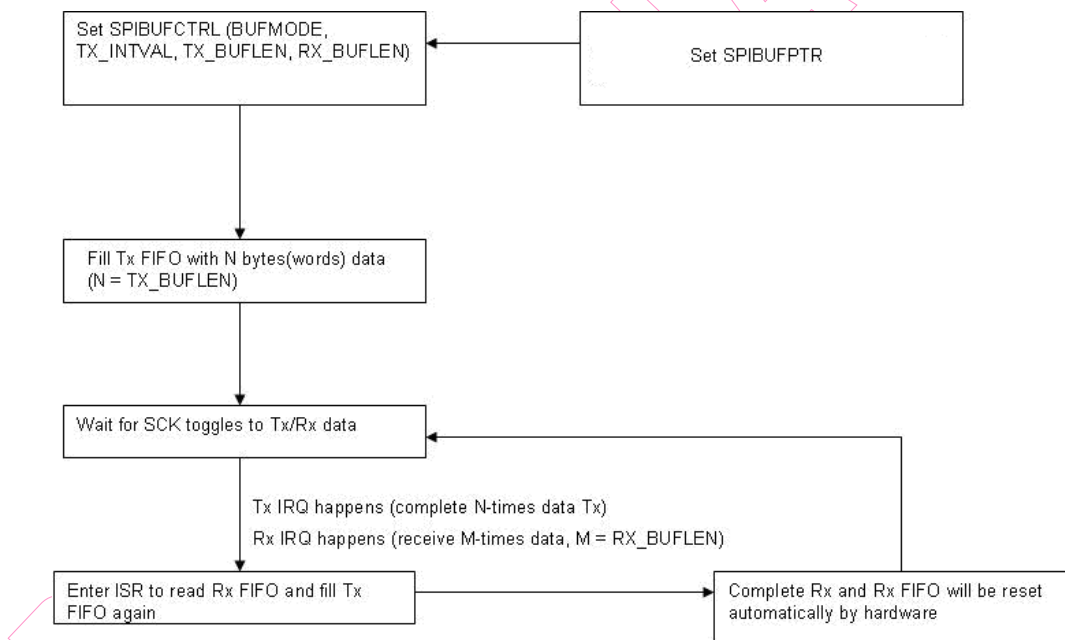 Set SPIBUFCTRL (BUFMODE,
TX_INTVAL, TX_BUFLEN, RX_BUFLEN)
Set SPIBUFPTR
Fill Tx FIFO with N bytes(words) data
(N = TX_BUFLEN)
Wait for SCK toggles to Tx/Rx data
Tx IRQ happens (complete N-times data Tx)
Rx IRQ happens (receive M-times data, M = RX_BUFLEN)
Enter ISR to read Rx FIFO and fill Tx
FIFO again
Complete Rx and Rx FIFO will be reset
automatically by hardware